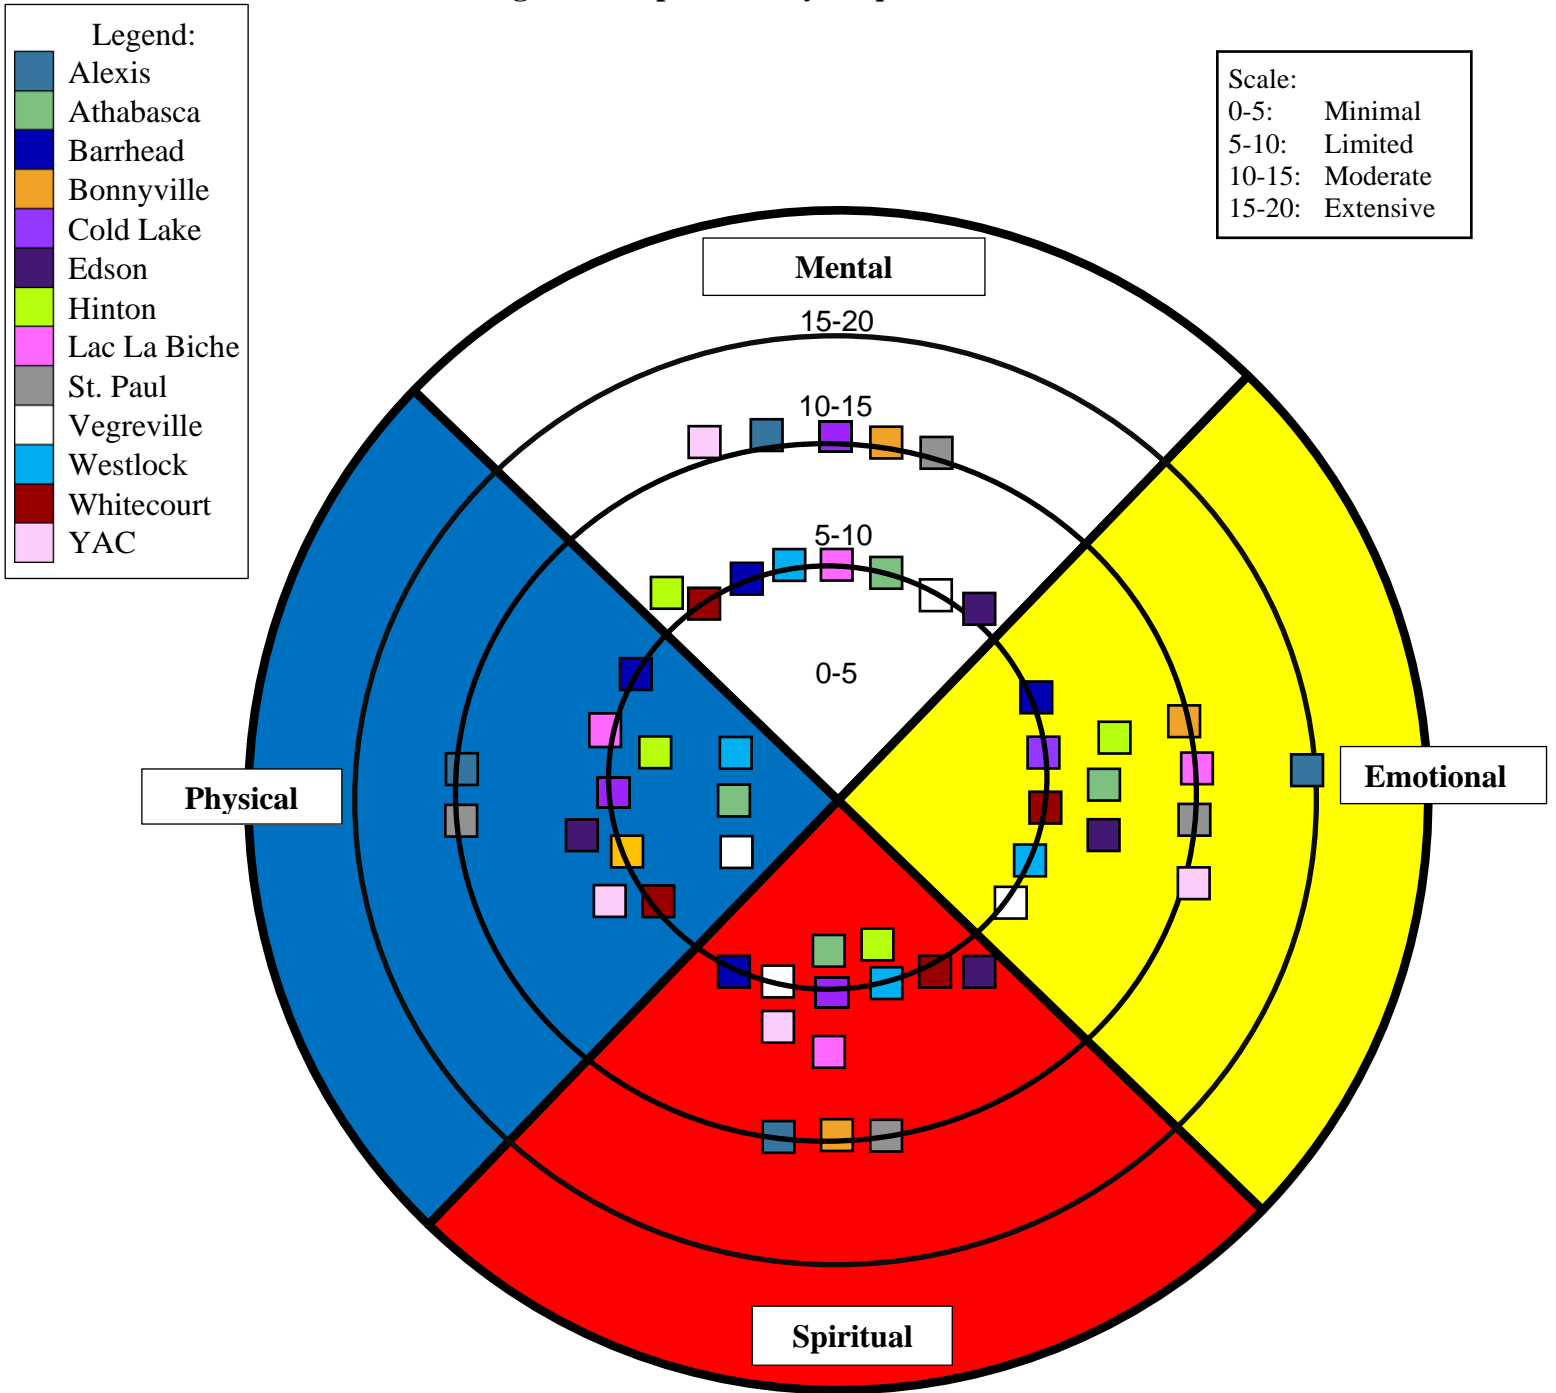 Legend:
Alexis
Athabasca
Barrhead
Bonnyville
Cold Lake
Edson
Hinton
Lac La Biche
St. Paul
Vegreville
Westlock
Whitecourt
YAC
Scale:
0-5: Minimal
5-10: Limited
10-15: Moderate
15-20: Extensive
Mental
15-20
10-15
5-10
0-5
Physical
Emotional
Spiritual